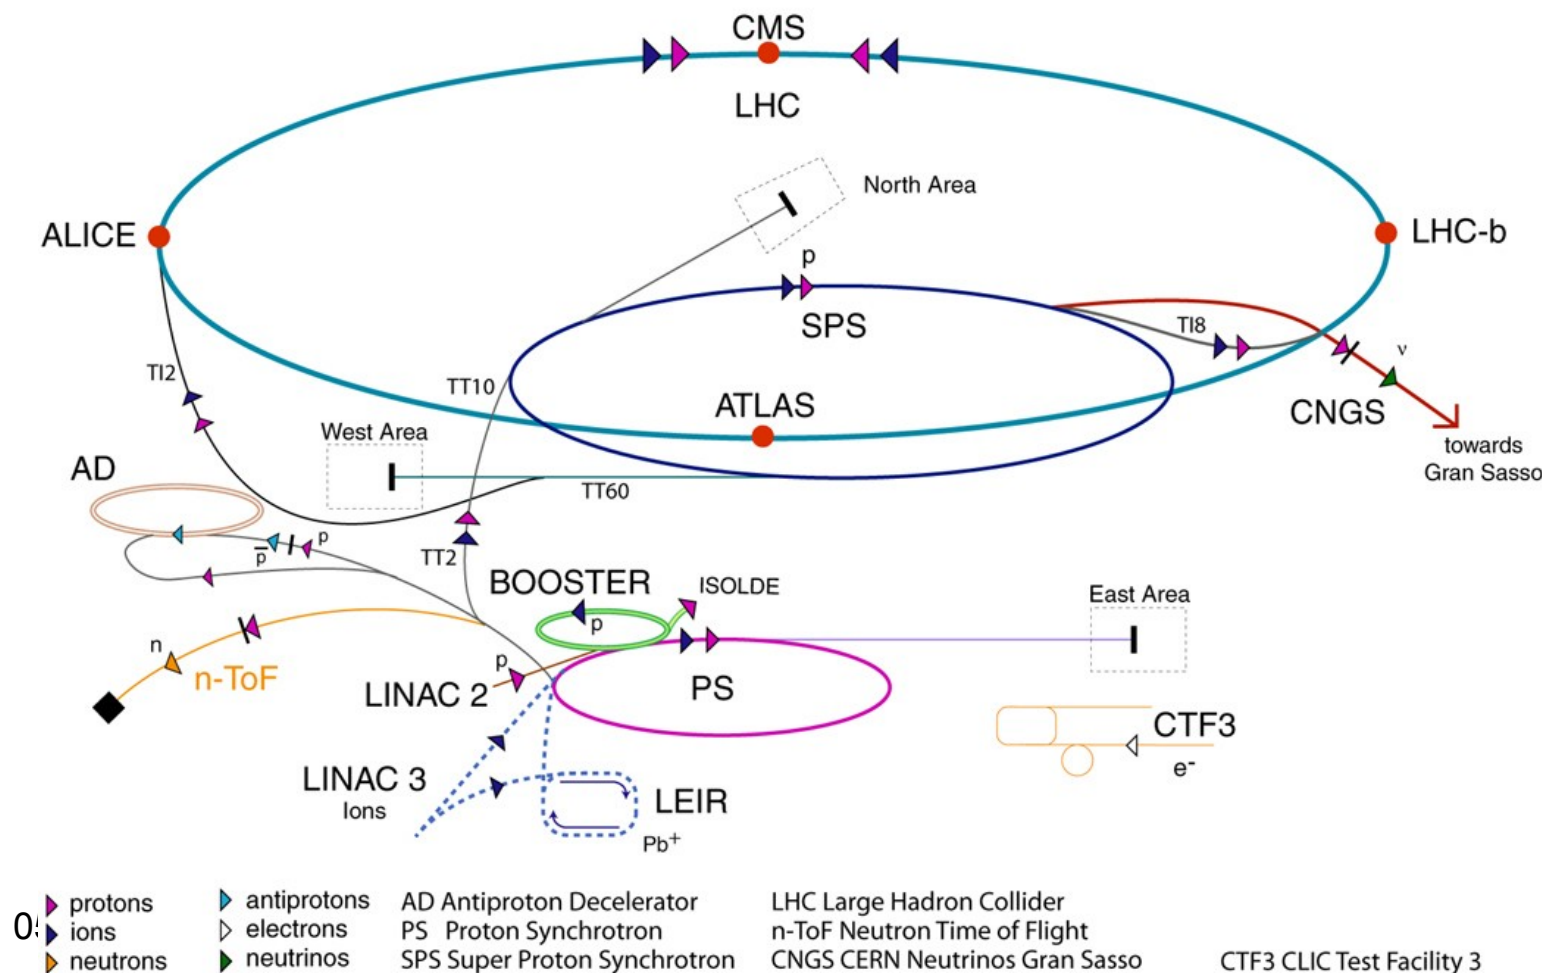 CMS
LHC
North Area
ALICE
LHC-b
p
SPS
TI8
ν
TI2
TT10
ATLAS
CNGS
West Area
towards
Gran Sasso
AD
TT60
p
p̅
TT2
BOOSTER
ISOLDE
East Area
p
n
n-ToF
p
LINAC 2
PS
CTF3
e-
LINAC 3
Ions
LEIR
Pb+
protons
ions
neutrons
antiprotons
electrons
neutrinos
AD Antiproton Decelerator
PS Proton Synchrotron
SPS Super Proton Synchrotron
LHC Large Hadron Collider
n-ToF Neutron Time of Flight
CNGS CERN Neutrinos Gran Sasso
CTF3 CLIC Test Facility 3